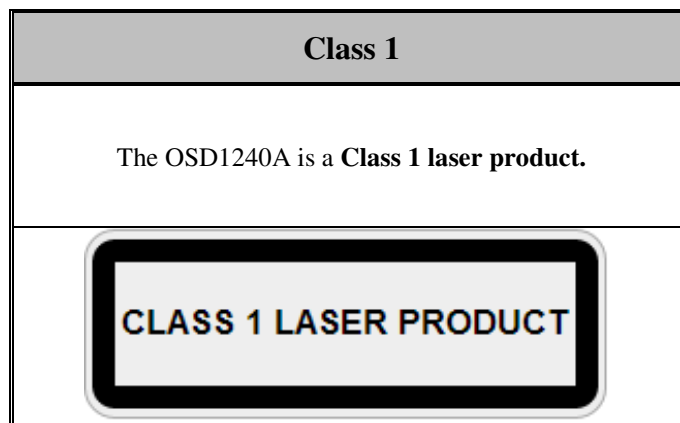 Class 1
The OSD1240A is a Class 1 laser product.
CLASS 1 LASER PRODUCT